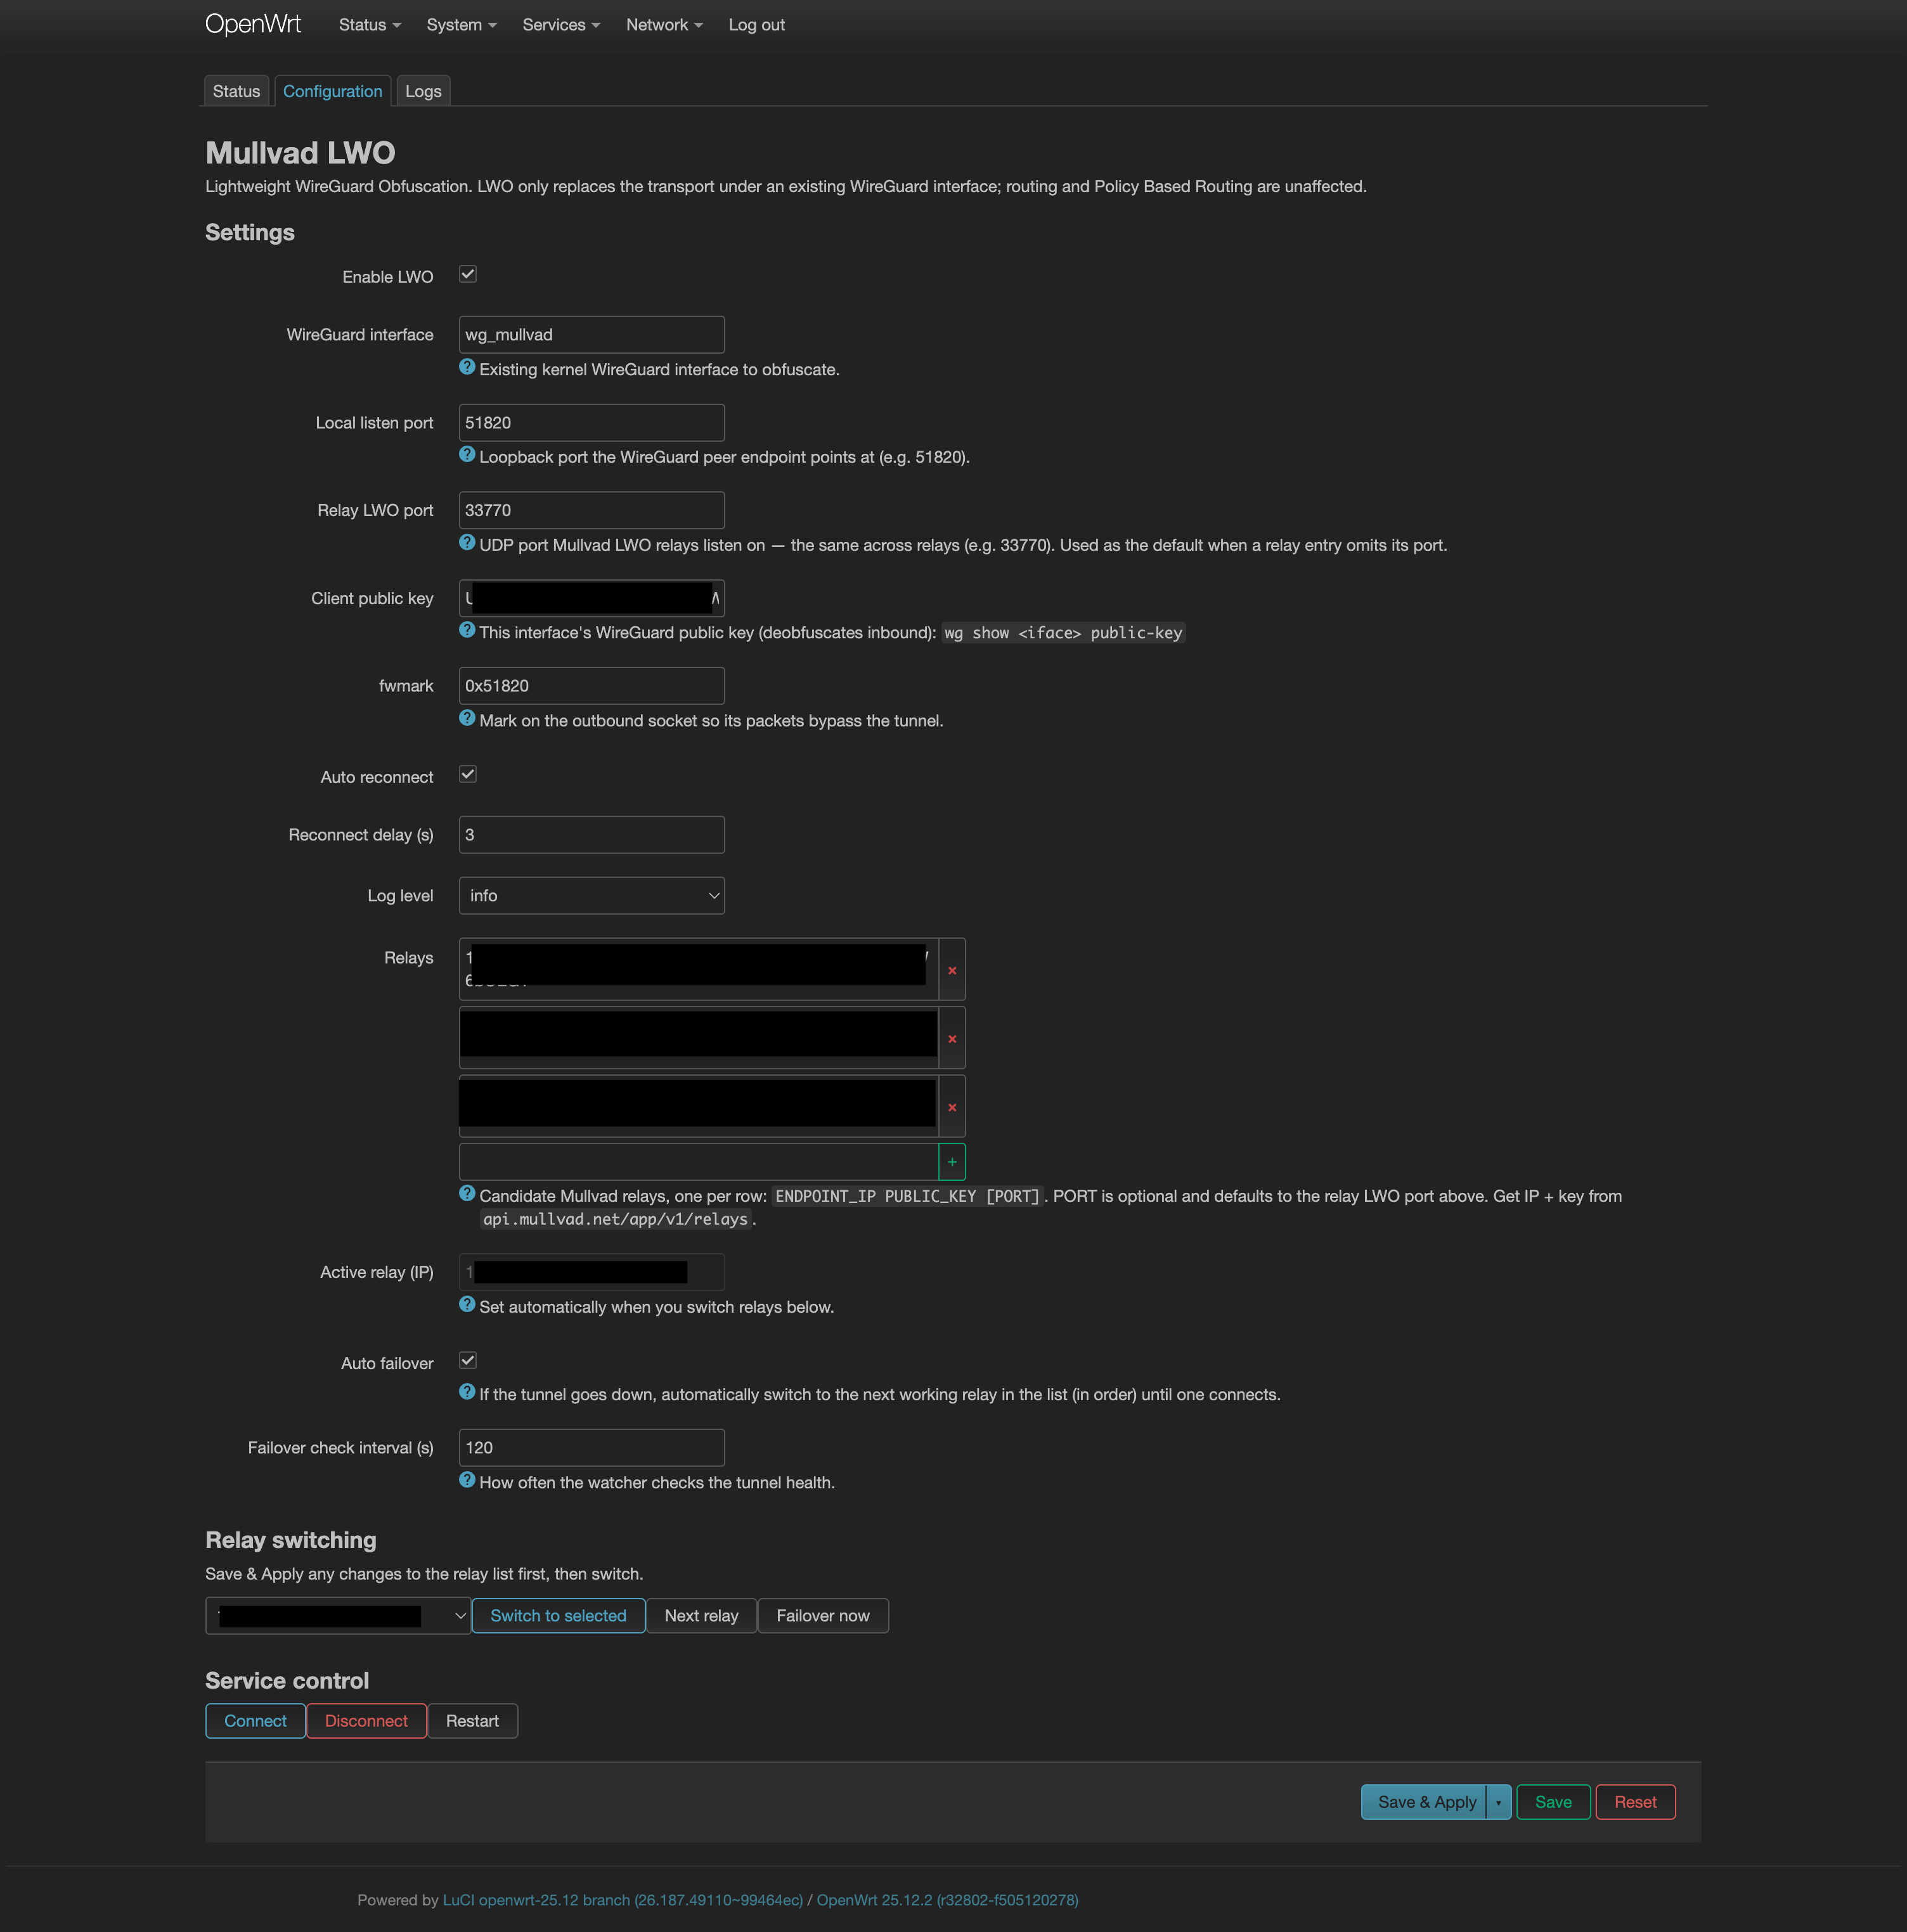 OpenWrt Status System Services Network Log out
Status Configuration Logs
Mullvad LWO
Lightweight WireGuard Obfuscation. LWO only replaces the transport under an existing WireGuard interface; routing and Policy Based Routing are unaffected.
Settings
Enable LWO
WireGuard interface wg_mullvad
Existing kernel WireGuard interface to obfuscate.
Local listen port 51820
Loopback port the WireGuard peer endpoint points at (e.g. 51820).
Relay LWO port 33770
UDP port Mullvad LWO relays listen on — the same across relays (e.g. 33770). Used as the default when a relay entry omits its port.
Client public key
This interface's WireGuard public key (deobfuscates inbound): wg show <iface> public-key
fwmark 0x51820
Mark on the outbound socket so its packets bypass the tunnel.
Auto reconnect
Reconnect delay (s) 3
Log level info
Relays
Candidate Mullvad relays, one per row: ENDPOINT_IP PUBLIC_KEY [PORT]. PORT is optional and defaults to the relay LWO port above. Get IP + key from
api.mullvad.net/app/v1/relays.
Active relay (IP)
Set automatically when you switch relays below.
Auto failover
If the tunnel goes down, automatically switch to the next working relay in the list (in order) until one connects.
Failover check interval (s) 120
How often the watcher checks the tunnel health.
Relay switching
Save & Apply any changes to the relay list first, then switch.
Switch to selected Next relay Failover now
Service control
Connect Disconnect Restart
Save & Apply Save Reset
Powered by LuCI openwrt-25.12 branch (26.187.49110~99464ec) / OpenWrt 25.12.2 (r32802-f505120278)